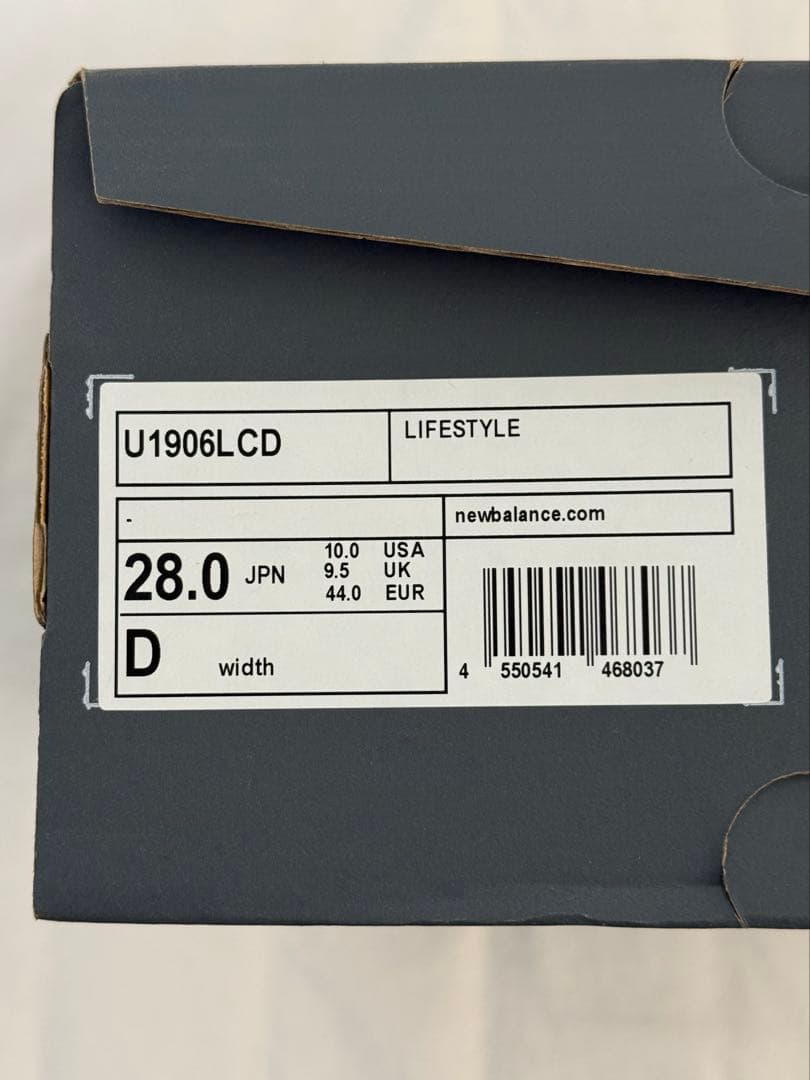 U1906LCD
LIFESTYLE
-
newbalance.com
28.0 JPN
10.0 USA
9.5 UK
44.0 EUR
D width
4 550541 468037